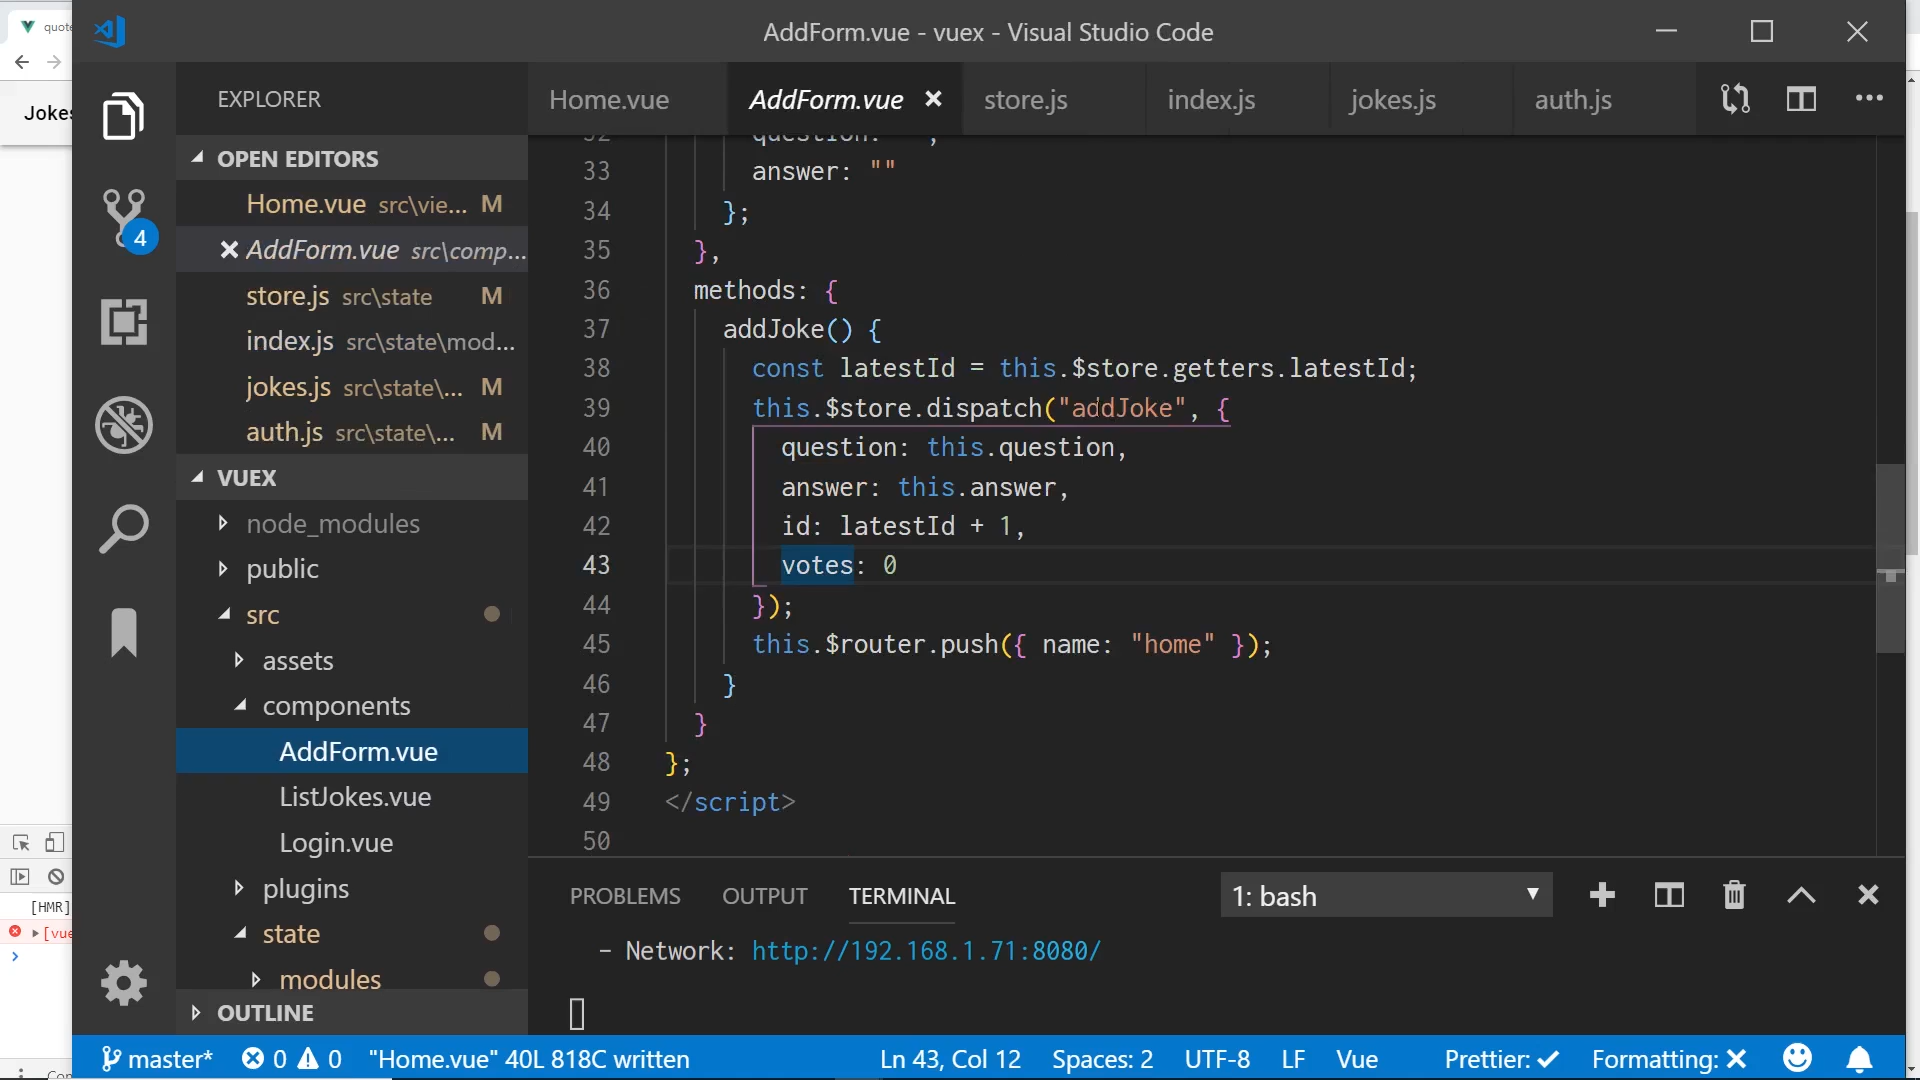 quote
Jokes
[HMR]
[vue
Con
AddForm.vue - vuex - Visual Studio Code
EXPLORER
OPEN EDITORS
Home.vue src\vie... M
AddForm.vue src\comp...
store.js src\state M
index.js src\state\mod...
jokes.js src\state\... M
auth.js src\state\... M
VUEX
node_modules
public
src
assets
components
AddForm.vue
ListJokes.vue
Login.vue
plugins
state
modules
OUTLINE
4
Home.vue AddForm.vue store.js index.js jokes.js auth.js
32 question: "",
33 answer: ""
34 };
35 },
36 methods: {
37 addJoke() {
38 const latestId = this.$store.getters.latestId;
39 this.$store.dispatch("addJoke", {
40 question: this.question,
41 answer: this.answer,
42 id: latestId + 1,
43 votes: 0
44 });
45 this.$router.push({ name: "home" });
46 }
47 }
48 };
49 </script>
50
PROBLEMS OUTPUT TERMINAL 1: bash
- Network: http://192.168.1.71:8080/
master* 0 0 "Home.vue" 40L 818C written Ln 43, Col 12 Spaces: 2 UTF-8 LF Vue Prettier: ✓ Formatting: ✕